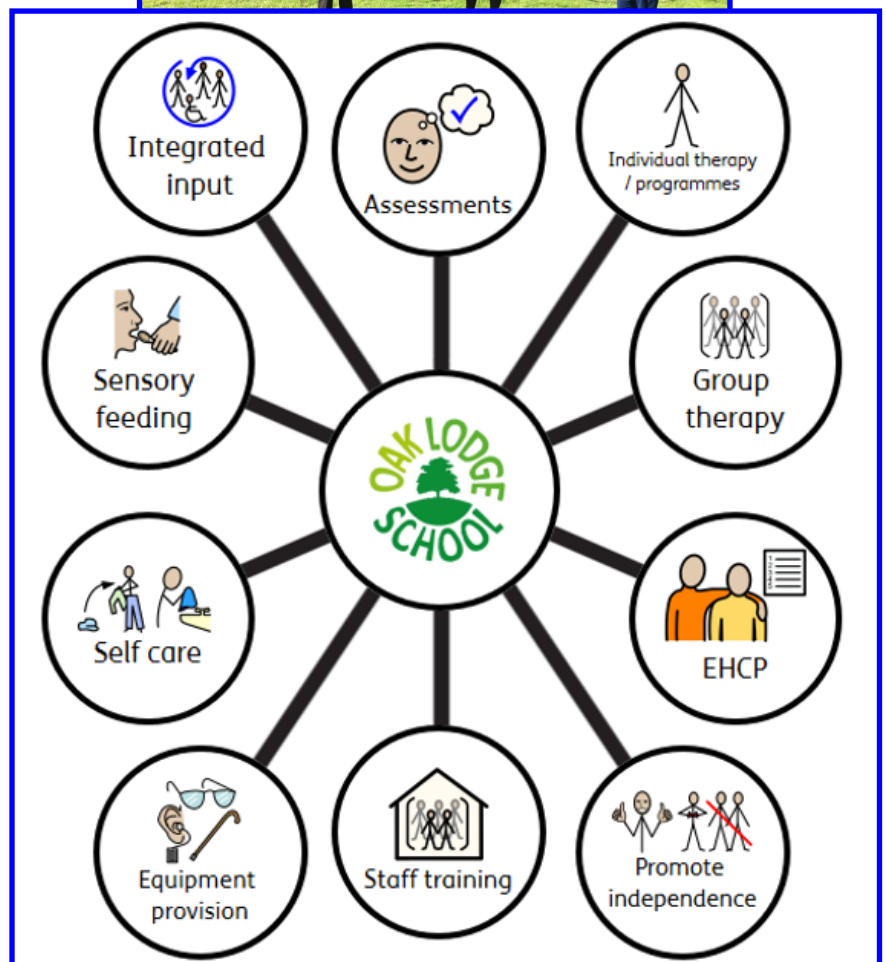 Integrated
input
Assessments
Individual therapy
/ programmes
Sensory
feeding
Group
therapy
OAK LODGE
SCHOOL
Self care
EHCP
Equipment
provision
Staff training
Promote
independence